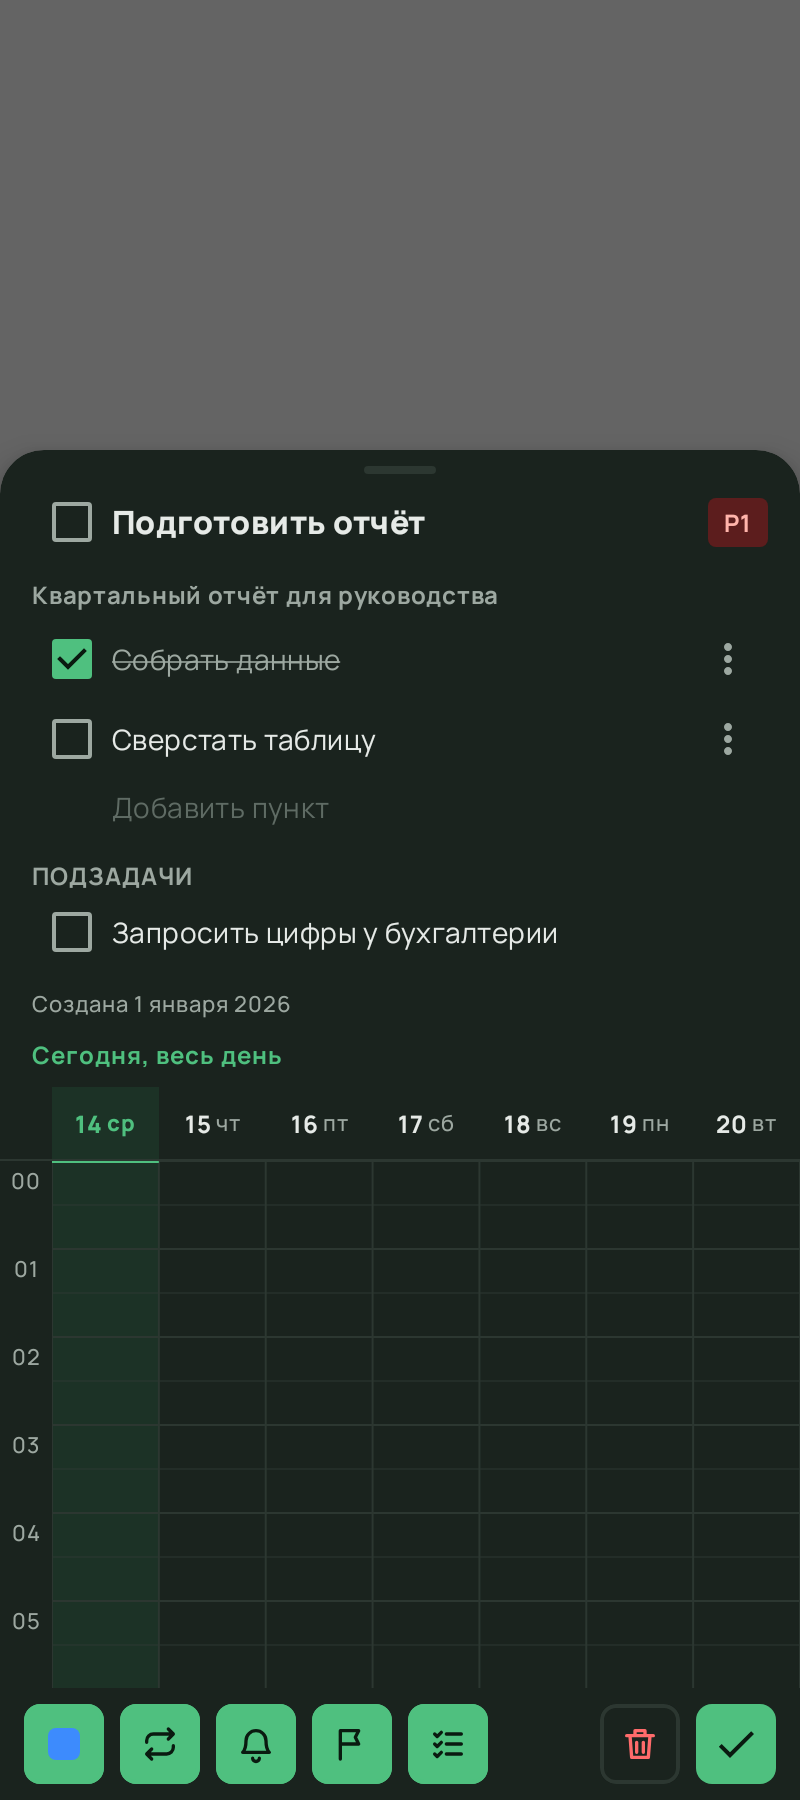 Подготовить отчёт P1
Квартальный отчёт для руководства
Собрать данные
Сверстать таблицу
Добавить пункт
ПОДЗАДАЧИ
Запросить цифры у бухгалтерии
Создана 1 января 2026
Сегодня, весь день
14 ср 15 чт 16 пт 17 сб 18 вс 19 пн 20 вт
00
01
02
03
04
05